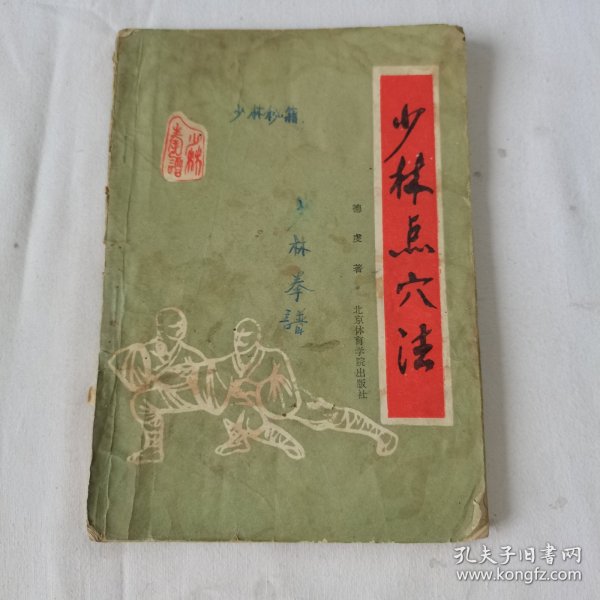 少林点穴法
德虔 著
北京体育学院出版社
少林秘籍
少林拳谱
少林拳譜
孔夫子旧书网
www.kongfz.com